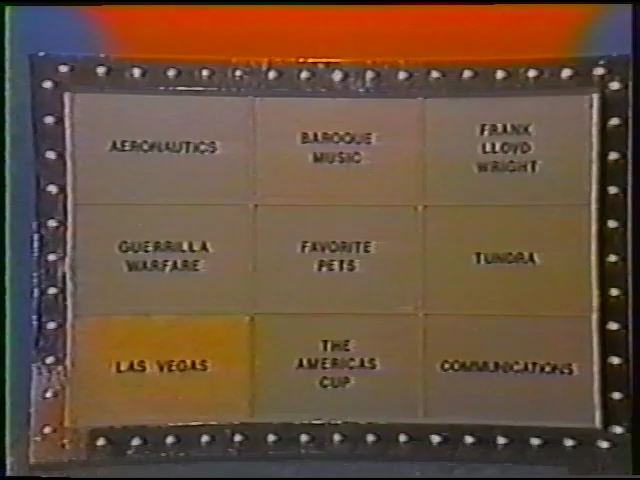 AERONAUTICS
BAROQUE
MUSIC
FRANK
LLOYD
WRIGHT
GUERRILLA
WARFARE
FAVORITE
PETS
TUNDRA
LAS VEGAS
THE
AMERICAS
CUP
COMMUNICATIONS